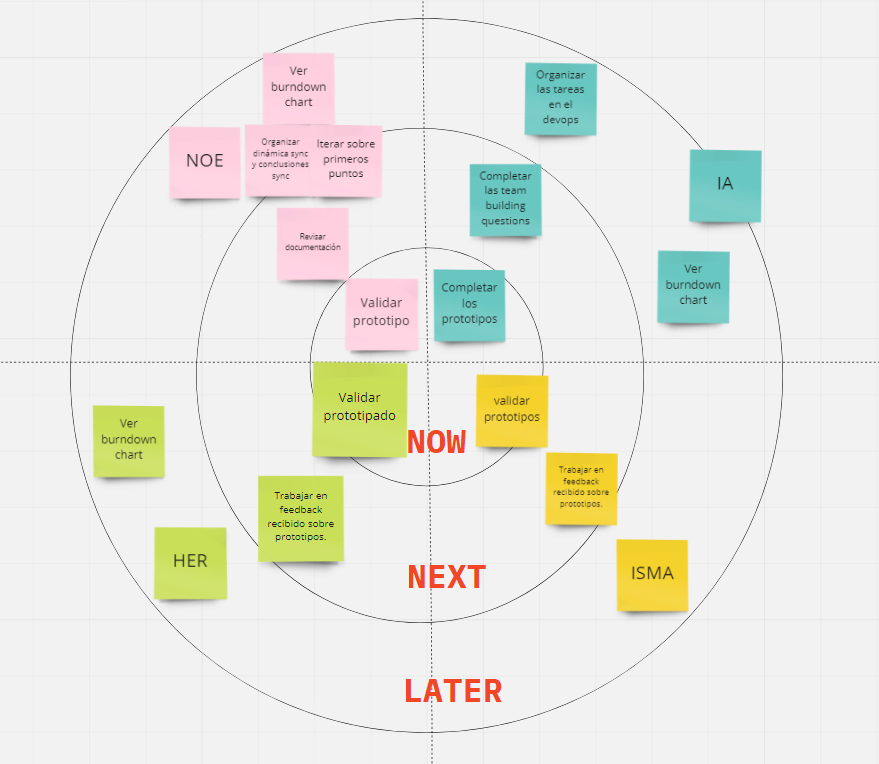 Ver
burndown
chart
NOE
Organizar
dinámica sync
y conclusiones
sync
Iterar sobre
primeros
puntos
Revisar
documentación
Validar
prototipo
Organizar
las tareas
en el
devops
Completar
las team
building
questions
IA
Ver
burndown
chart
Completar
los
prototipos
Validar
prototipado
Ver
burndown
chart
Trabajar en
feedback
recibido sobre
prototipos.
HER
validar
prototipos
Trabajar en
feedback
recibido sobre
prototipos.
ISMA
NOW
NEXT
LATER